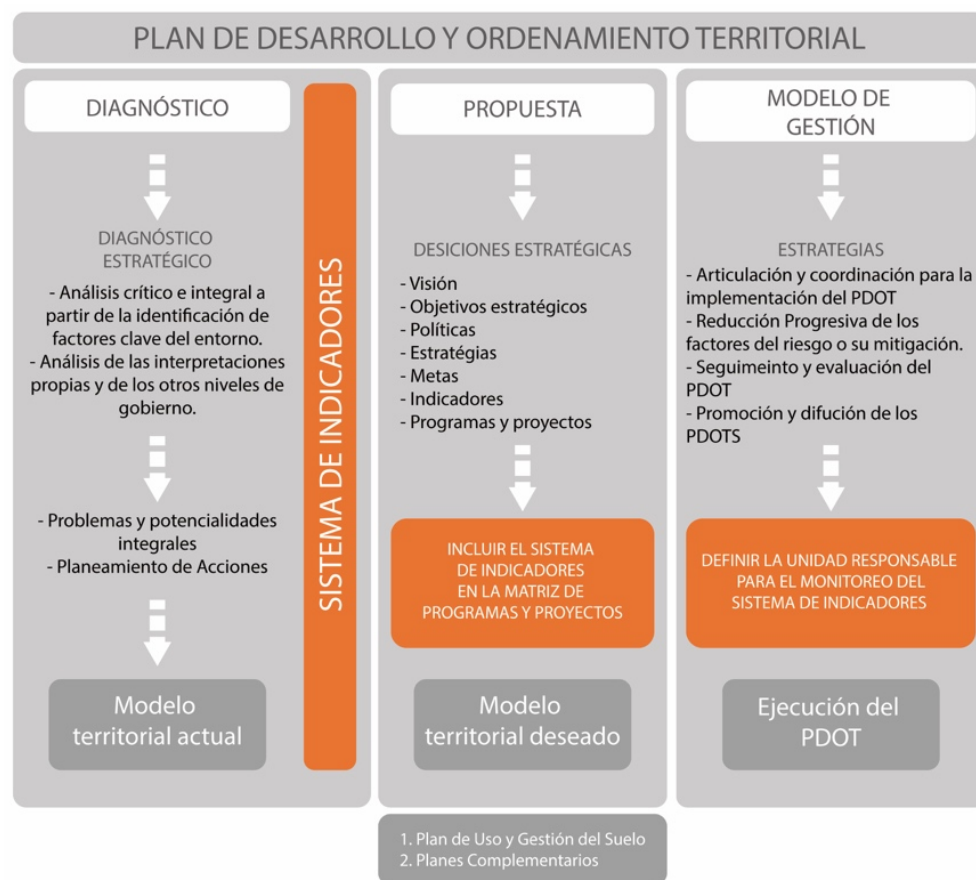 PLAN DE DESARROLLO Y ORDENAMIENTO TERRITORIAL
DIAGNÓSTICO
DIAGNÓSTICO
ESTRATÉGICO
- Análisis crítico e integral a
partir de la identificación de
factores clave del entorno.
- Análisis de las interpretaciones
propias y de los otros niveles de
gobierno.
- Problemas y potencialidades
integrales
- Planeamiento de Acciones
Modelo
territorial actual
SISTEMA DE INDICADORES
PROPUESTA
DESICIONES ESTRATÉGICAS
- Visión
- Objetivos estratégicos
- Políticas
- Estratégias
- Metas
- Indicadores
- Programas y proyectos
INCLUIR EL SISTEMA
DE INDICADORES
EN LA MATRIZ DE
PROGRAMAS Y PROYECTOS
Modelo
territorial deseado
1. Plan de Uso y Gestión del Suelo
2. Planes Complementarios
MODELO DE
GESTIÓN
ESTRATEGIAS
- Articulación y coordinación para la
implementación del PDOT
- Reducción Progresiva de los
factores del riesgo o su mitigación.
- Seguimeinto y evaluación del
PDOT
- Promoción y difución de los
PDOTS
DEFINIR LA UNIDAD RESPONSABLE
PARA EL MONITOREO DEL
SISTEMA DE INDICADORES
Ejecución del
PDOT